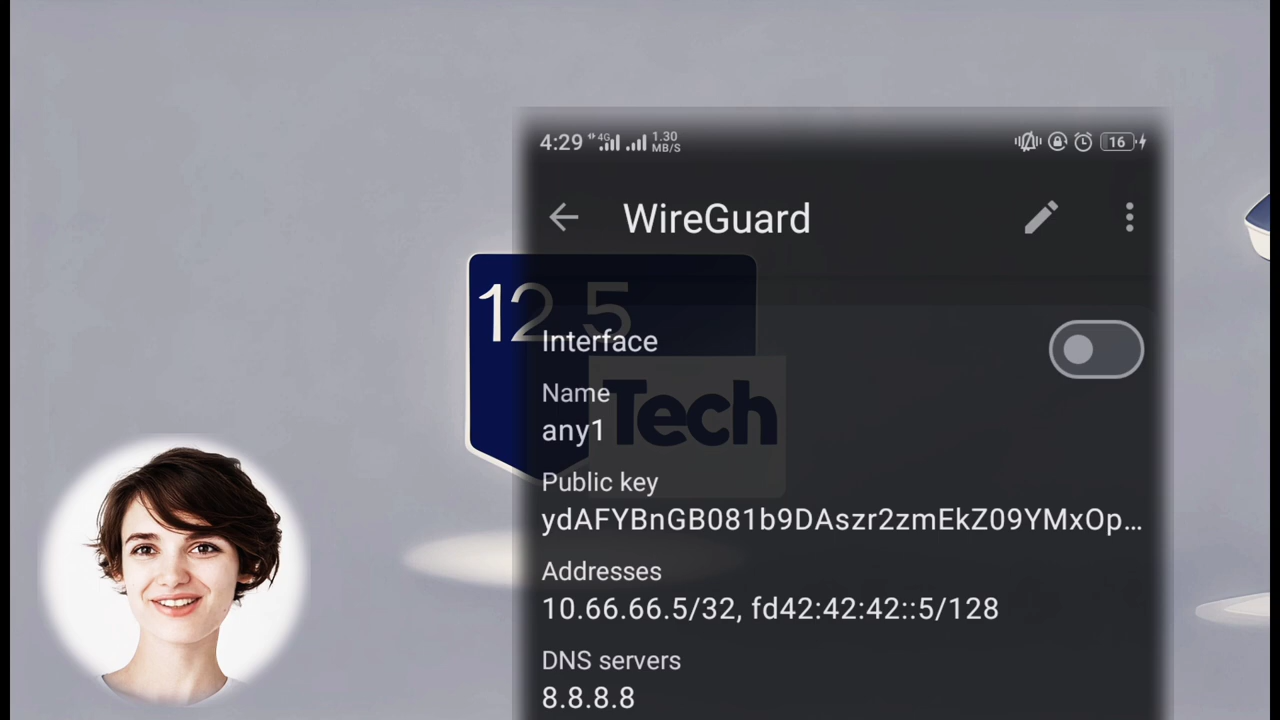 4:29 4G 1.30 MB/S 16
WireGuard
12 5
Interface
Name
Tech
any1
Public key
ydAFYBnGB081b9DAszr2zmEkZ09YMxOp...
Addresses
10.66.66.5/32, fd42:42:42::5/128
DNS servers
8.8.8.8